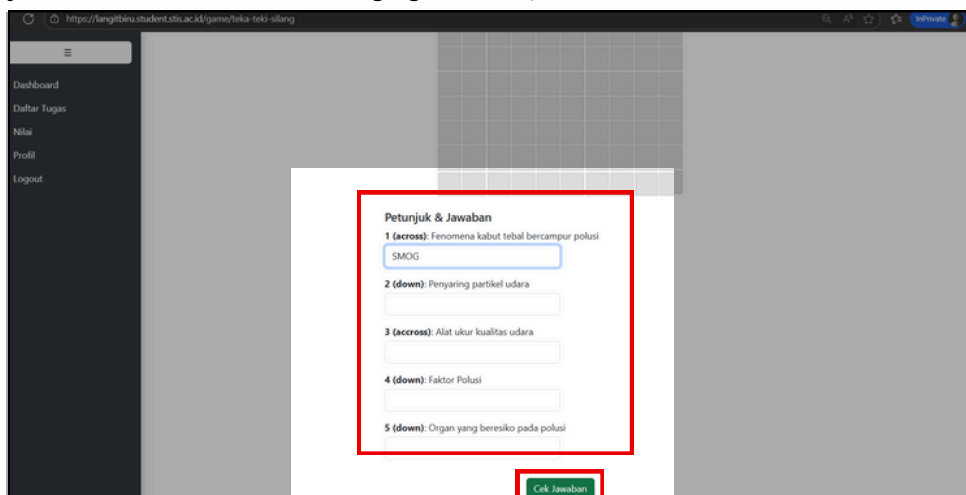 https://langitbiru.student.stis.ac.id/game/teka-teki-silang
InPrivate
Dashboard
Daftar Tugas
Nilai
Profil
Logout
Petunjuk & Jawaban
1 (across): Fenomena kabut tebal bercampur polusi
SMOG
2 (down): Penyaring partikel udara
3 (accross): Alat ukur kualitas udara
4 (down): Faktor Polusi
5 (down): Organ yang beresiko pada polusi
Cek Jawaban